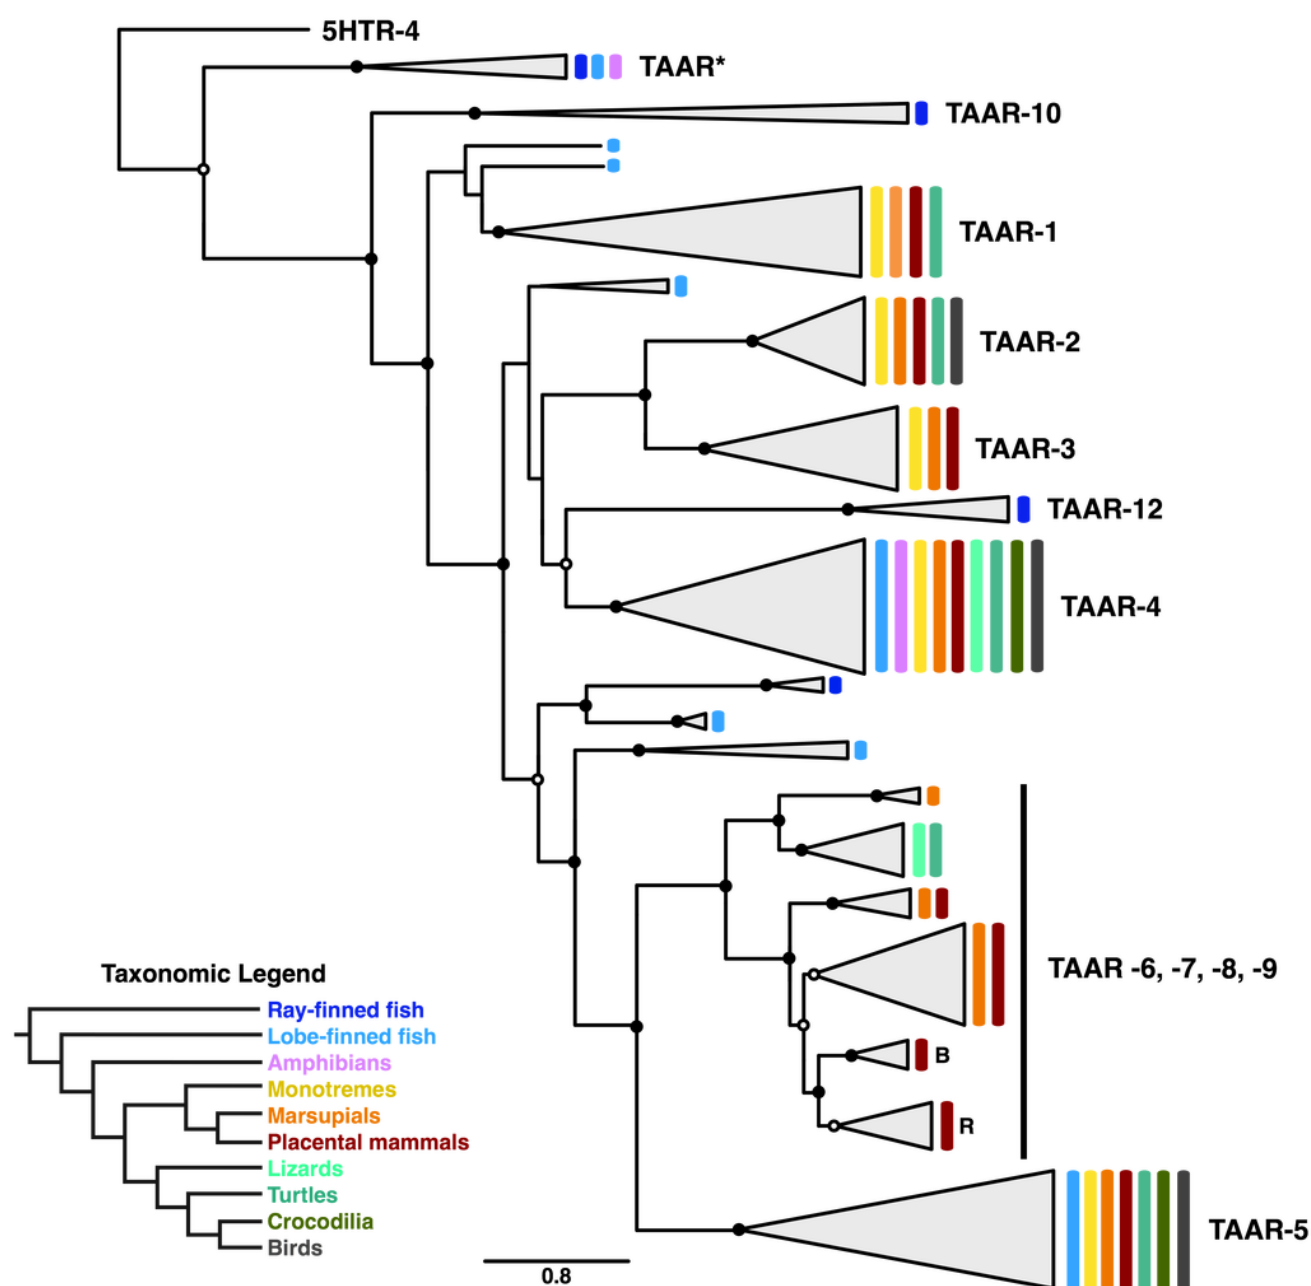 5HTR-4
TAAR*
TAAR-10
TAAR-1
TAAR-2
TAAR-3
TAAR-12
TAAR-4
TAAR -6, -7, -8, -9
B
R
TAAR-5
Taxonomic Legend
Ray-finned fish
Lobe-finned fish
Amphibians
Monotremes
Marsupials
Placental mammals
Lizards
Turtles
Crocodilia
Birds
0.8